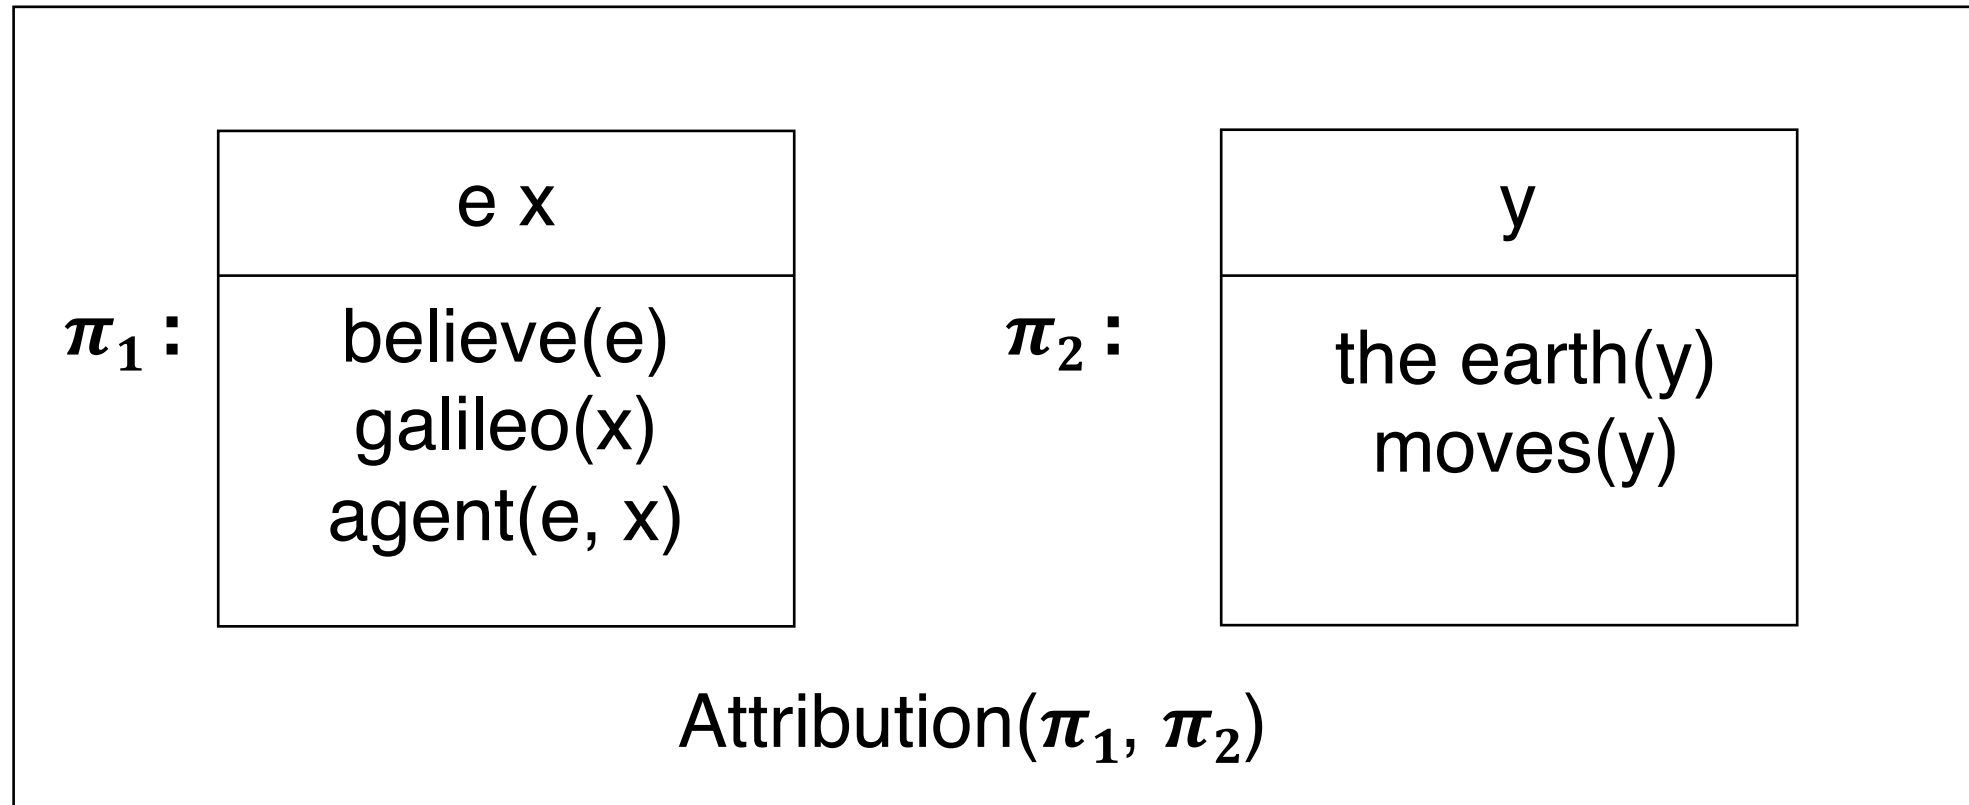 e x
π₁ :
believe(e)
galileo(x)
agent(e, x)
y
π₂ :
the earth(y)
moves(y)
Attribution(π₁, π₂)